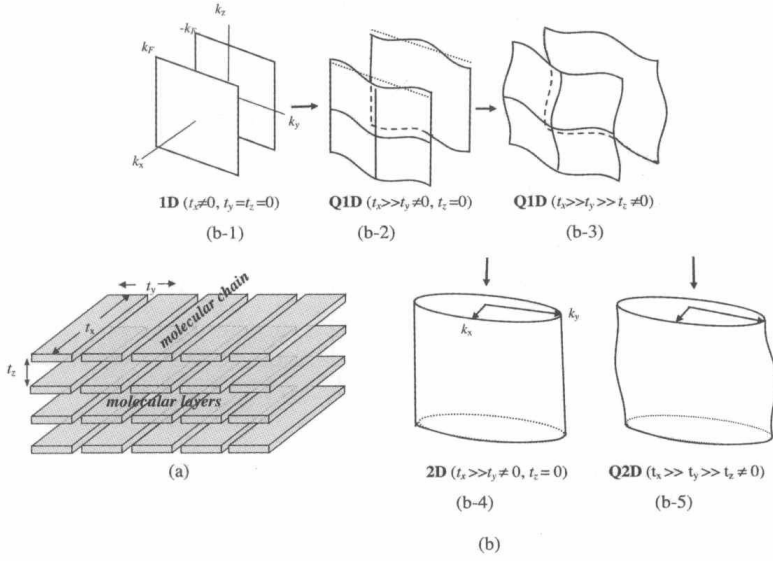 k_z
-k_F
k_F
k_y
k_x
1D (t_x≠0, t_y=t_z=0)
Q1D (t_x>>t_y ≠0, t_z=0)
Q1D (t_x>>t_y>> t_z ≠0)
(b-1)
(b-2)
(b-3)
t_y
molecular chain
t_x
t_z
molecular layers
(a)
k_x
k_y
2D (t_x >>t_y ≠ 0, t_z = 0)
Q2D (t_x >> t_y >> t_z ≠ 0)
(b-4)
(b-5)
(b)